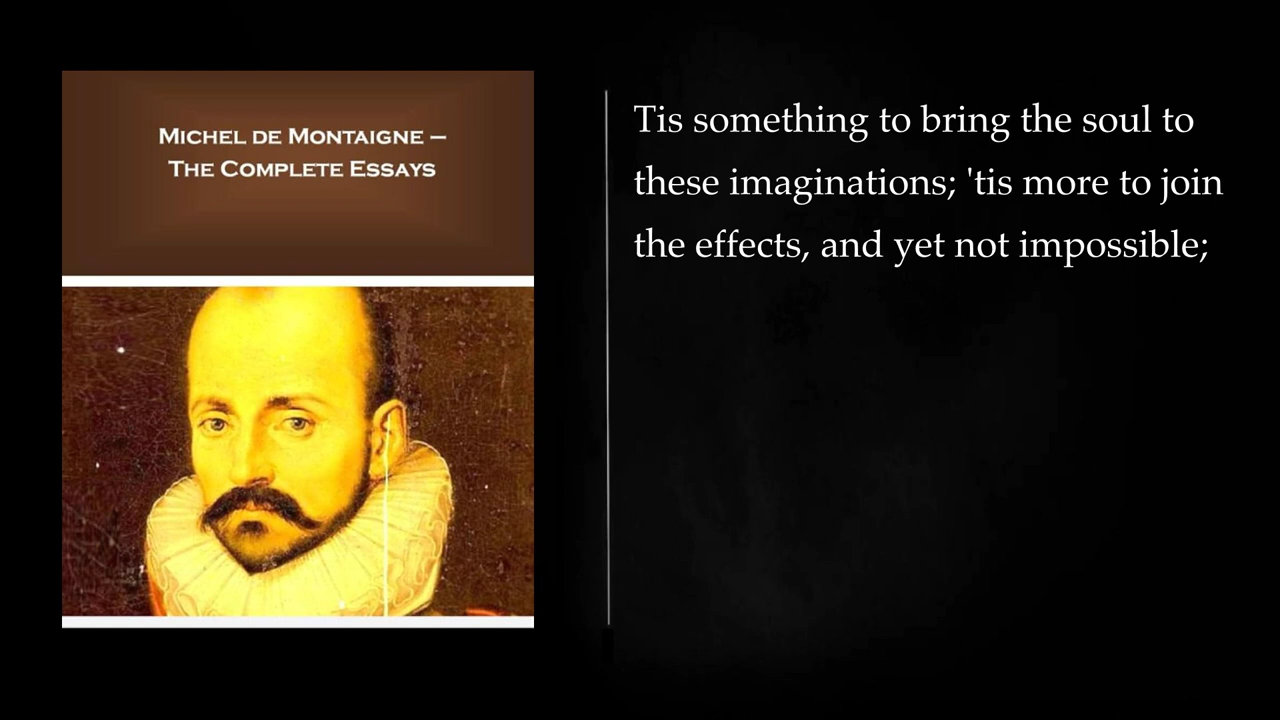 MICHEL DE MONTAIGNE –
THE COMPLETE ESSAYS
Tis something to bring the soul to
these imaginations; 'tis more to join
the effects, and yet not impossible;